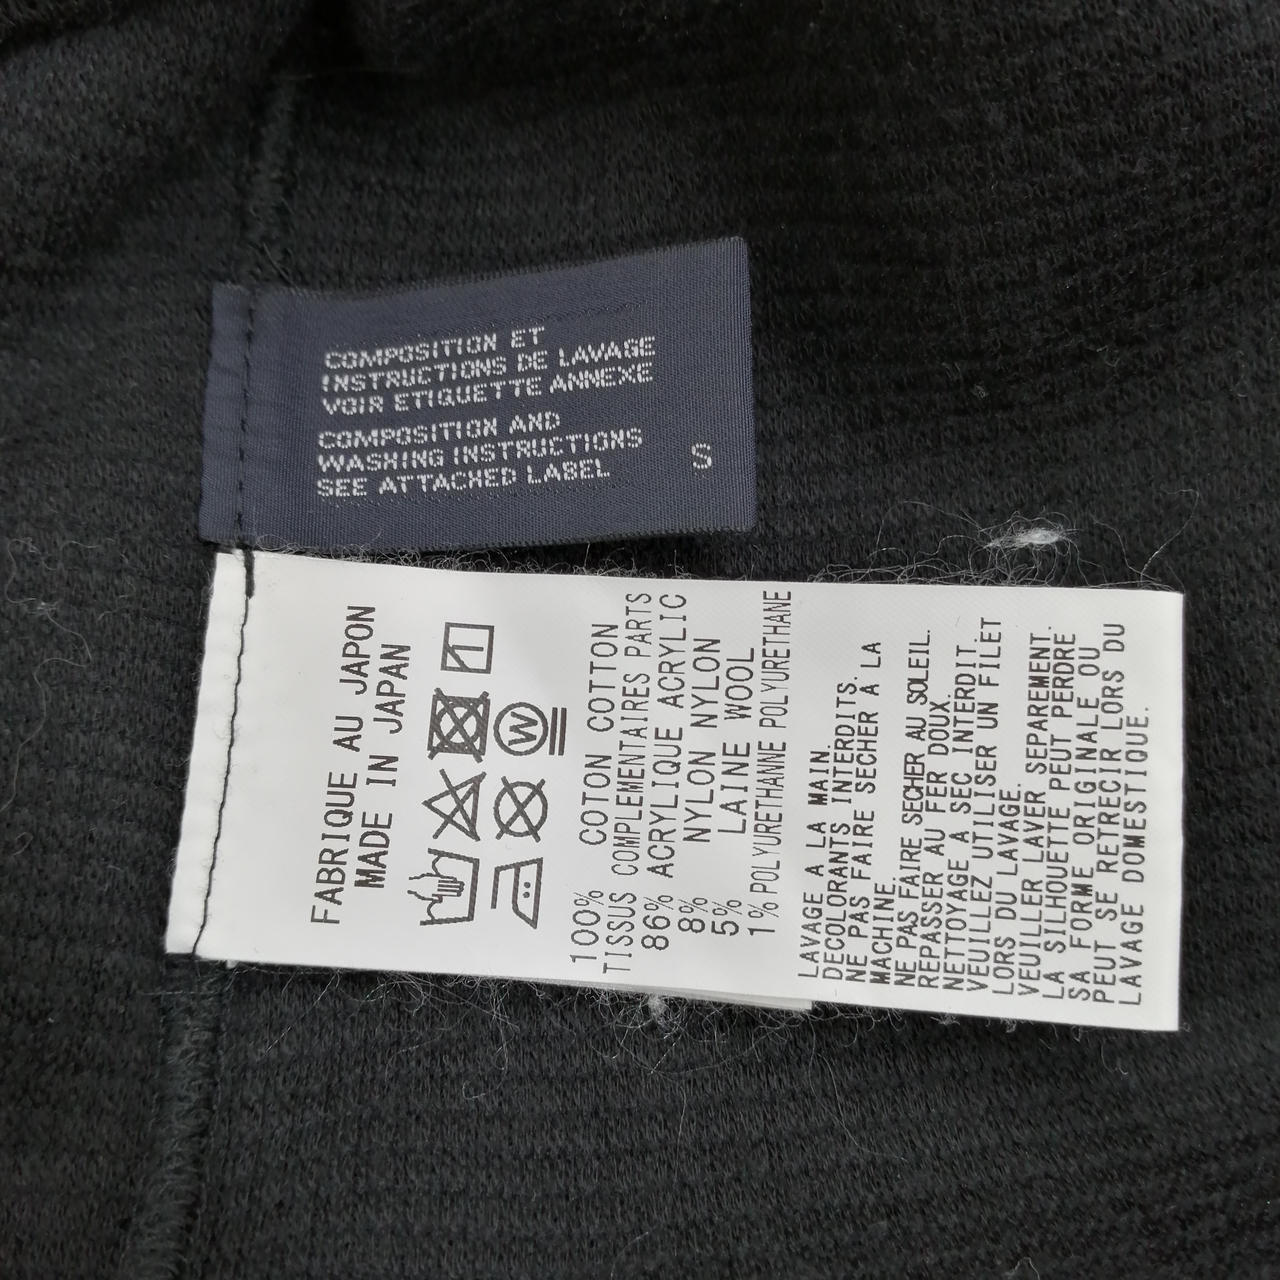 COMPOSITION ET
INSTRUCTIONS DE LAVAGE
VOIR ETIQUETTE ANNEXE
COMPOSITION AND
WASHING INSTRUCTIONS
SEE ATTACHED LABEL
S
FABRIQUE AU JAPON
MADE IN JAPAN
W
100% COTON COTTON
TISSUS COMPLEMENTAIRES PARTS
86% ACRYLIQUE ACRYLIC
8% NYLON NYLON
5% LAINE WOOL
1% POLYURETHANNE POLYURETHANE
LAVAGE A LA MAIN.
DECOLORANTS INTERDITS.
NE PAS FAIRE SECHER À LA
MACHINE.
NE PAS FAIRE SECHER AU SOLEIL.
REPASSER AU FER DOUX.
NETTOYAGE A SEC INTERDIT.
VEUILLEZ UTILISER UN FILET
LORS DU LAVAGE.
VEUILLER LAVER SEPAREMENT.
LA SILHOUETTE PEUT PERDRE
SA FORME ORIGINALE OU
PEUT SE RETRECIR LORS DU
LAVAGE DOMESTIQUE.